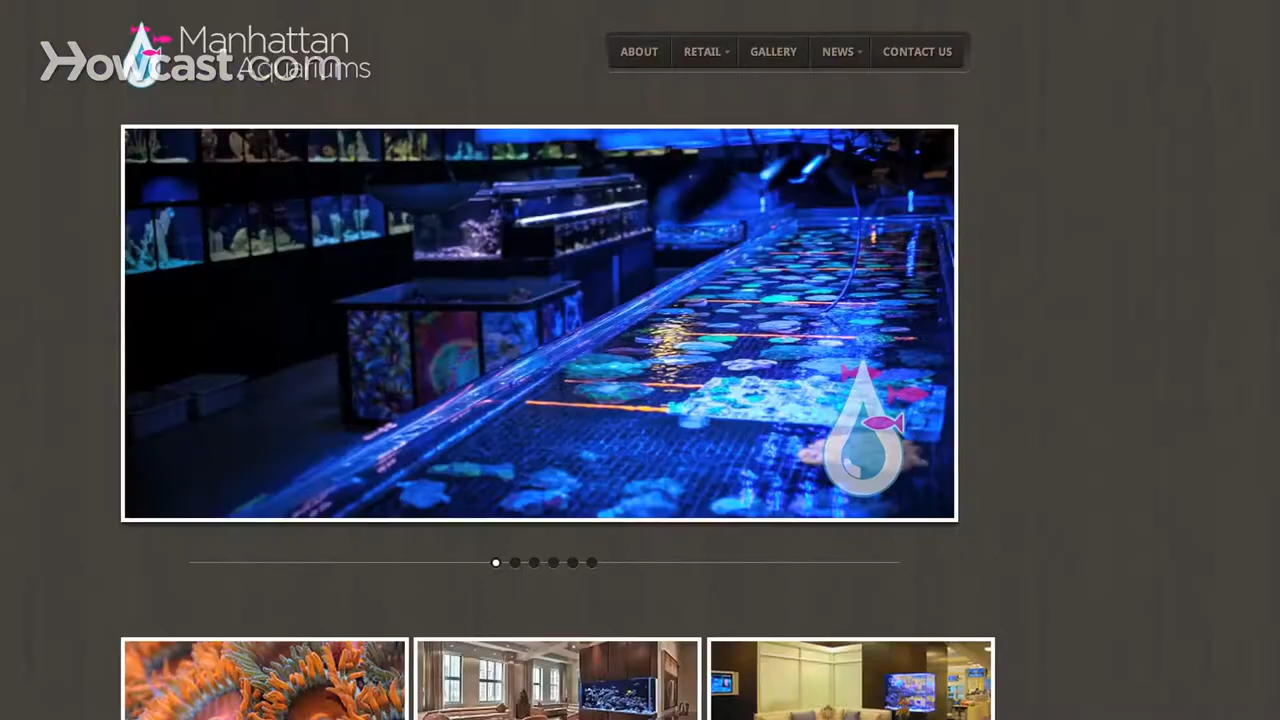 Manhattan
Aquariums
Howcast.com
ABOUT
RETAIL
GALLERY
NEWS
CONTACT US